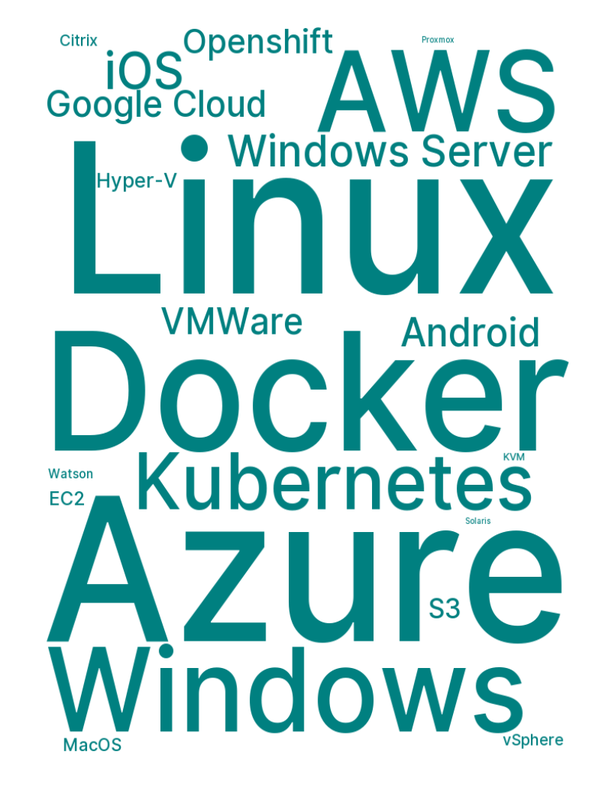 Citrix
Openshift
Proxmox
iOS
AWS
Google Cloud
Windows Server
Linux
Hyper-V
VMWare
Android
Docker
Kubernetes
KVM
Watson
EC2
Solaris
Azure
S3
Windows
MacOS
vSphere